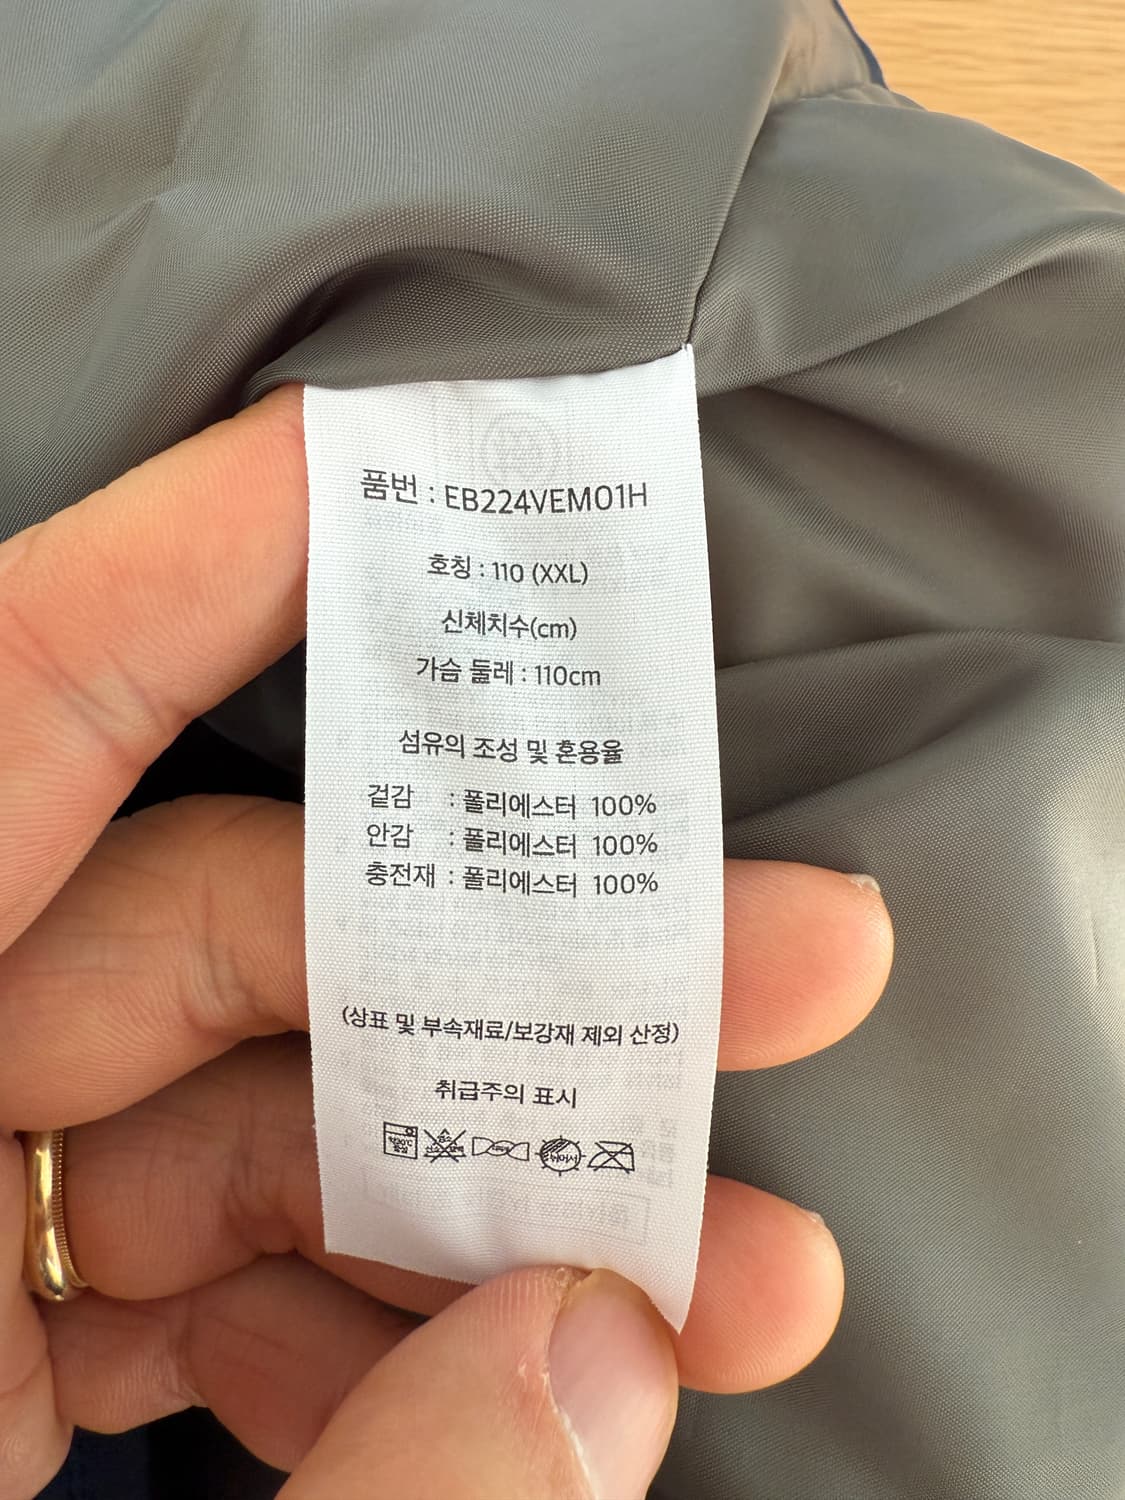 품번 : EB224VEM01H
호칭 : 110 (XXL)
신체치수(cm)
가슴 둘레 : 110cm
섬유의 조성 및 혼용율
겉감 : 폴리에스터 100%
안감 : 폴리에스터 100%
충전재 : 폴리에스터 100%
(상표 및 부속재료/보강재 제외 산정)
취급주의 표시